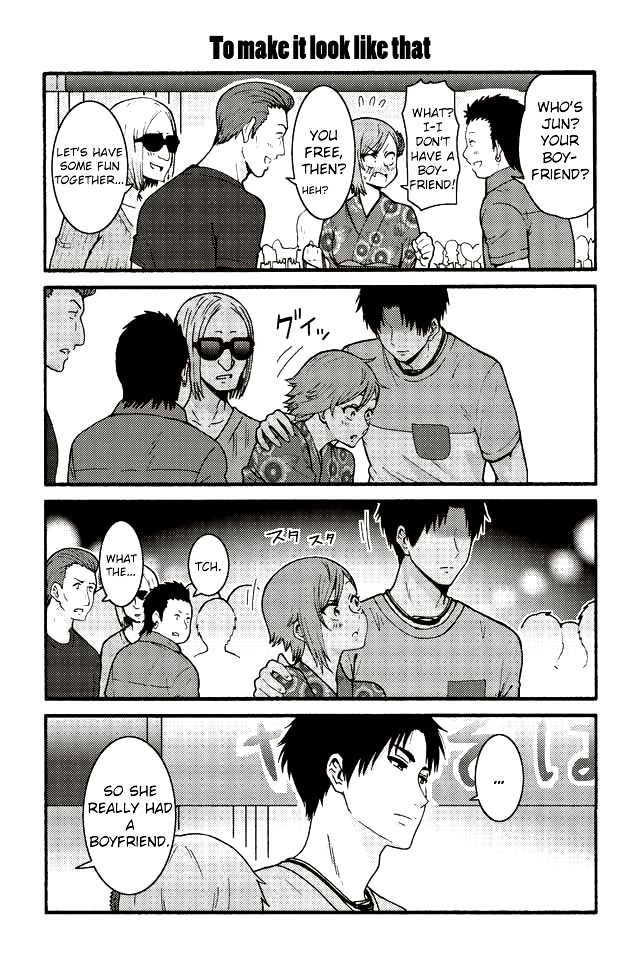 To make it look like that
WHO'S
JUN?
YOUR
BOY-
FRIEND?
WHAT?
I-I
DON'T
HAVE A
BOY-
FRIEND!
YOU
FREE,
THEN?
HEH?
LET'S HAVE
SOME FUN
TOGETHER...
グイッ
スタ スタ
TCH.
WHAT
THE...
...
SO SHE
REALLY HAD
A
BOYFRIEND.
そば